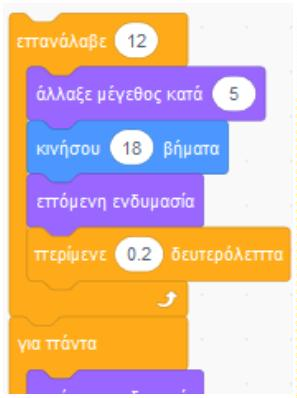 επανάλαβε 12
άλλαξε μέγεθος κατά 5
κινήσου 18 βήματα
επόμενη ενδυμασία
περίμενε 0.2 δευτερόλεπτα
για πάντα